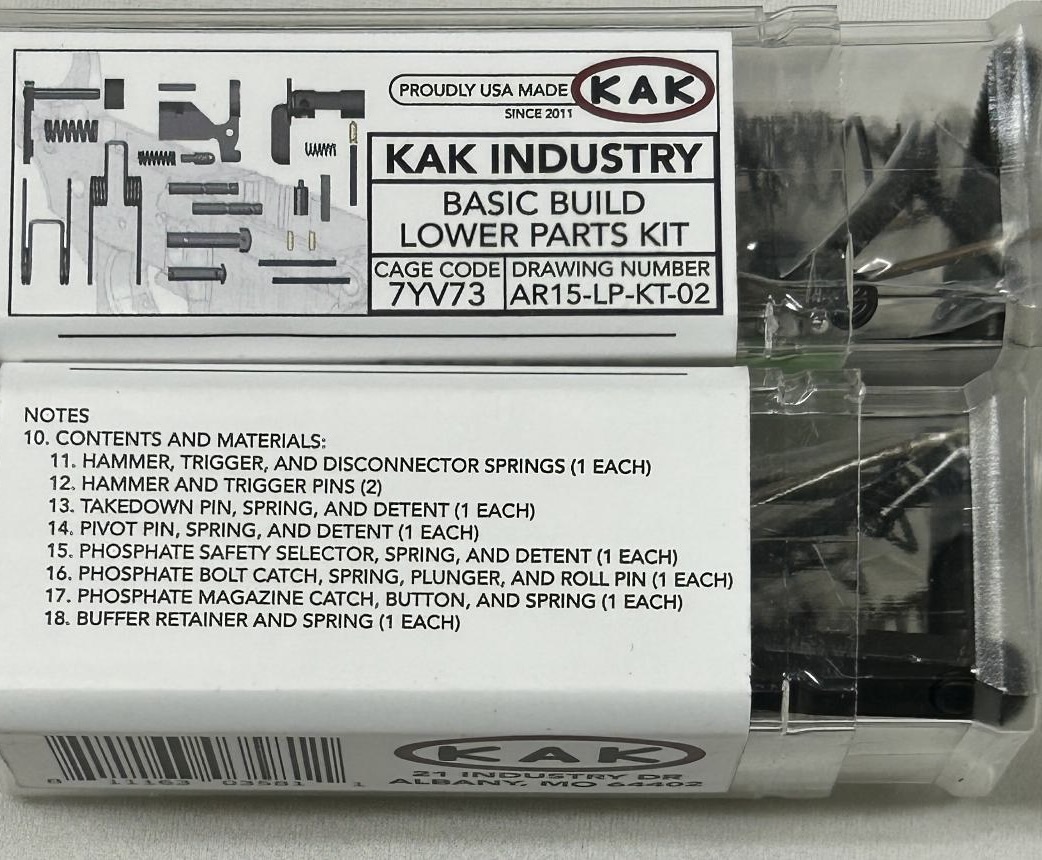 PROUDLY USA MADE
KAK
SINCE 2011
KAK INDUSTRY
BASIC BUILD
LOWER PARTS KIT
CAGE CODE
7YV73
DRAWING NUMBER
AR15-LP-KT-02
NOTES
10. CONTENTS AND MATERIALS:
11. HAMMER, TRIGGER, AND DISCONNECTOR SPRINGS (1 EACH)
12. HAMMER AND TRIGGER PINS (2)
13. TAKEDOWN PIN, SPRING, AND DETENT (1 EACH)
14. PIVOT PIN, SPRING, AND DETENT (1 EACH)
15. PHOSPHATE SAFETY SELECTOR, SPRING, AND DETENT (1 EACH)
16. PHOSPHATE BOLT CATCH, SPRING, PLUNGER, AND ROLL PIN (1 EACH)
17. PHOSPHATE MAGAZINE CATCH, BUTTON, AND SPRING (1 EACH)
18. BUFFER RETAINER AND SPRING (1 EACH)
8 11163 03581 1
KAK
21 INDUSTRY DR
ALBANY, MO 64402